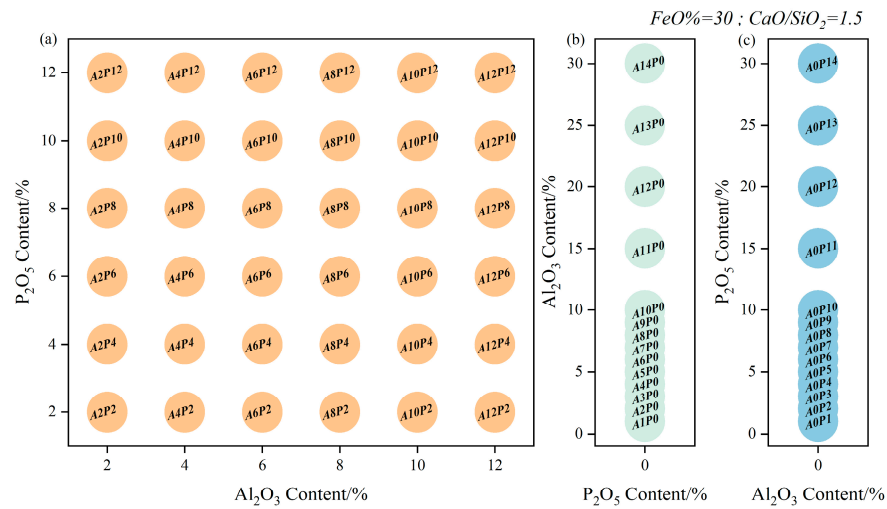 FeO%=30 ; CaO/SiO₂=1.5
(a)
P₂O₅ Content/%
12
10
8
6
4
2
A2P12 A4P12 A6P12 A8P12 A10P12 A12P12
A2P10 A4P10 A6P10 A8P10 A10P10 A12P10
A2P8 A4P8 A6P8 A8P8 A10P8 A12P8
A2P6 A4P6 A6P6 A8P6 A10P6 A12P6
A2P4 A4P4 A6P4 A8P4 A10P4 A12P4
A2P2 A4P2 A6P2 A8P2 A10P2 A12P2
2 4 6 8 10 12
Al₂O₃ Content/%
(b)
Al₂O₃ Content/%
30
25
20
15
10
5
0
A14P0
A13P0
A12P0
A11P0
A10P0
A9P0
A8P0
A7P0
A6P0
A5P0
A4P0
A3P0
A2P0
A1P0
0
P₂O₅ Content/%
(c)
P₂O₅ Content/%
30
25
20
15
10
5
0
A0P14
A0P13
A0P12
A0P11
A0P10
A0P9
A0P8
A0P7
A0P6
A0P5
A0P4
A0P3
A0P2
A0P1
0
Al₂O₃ Content/%